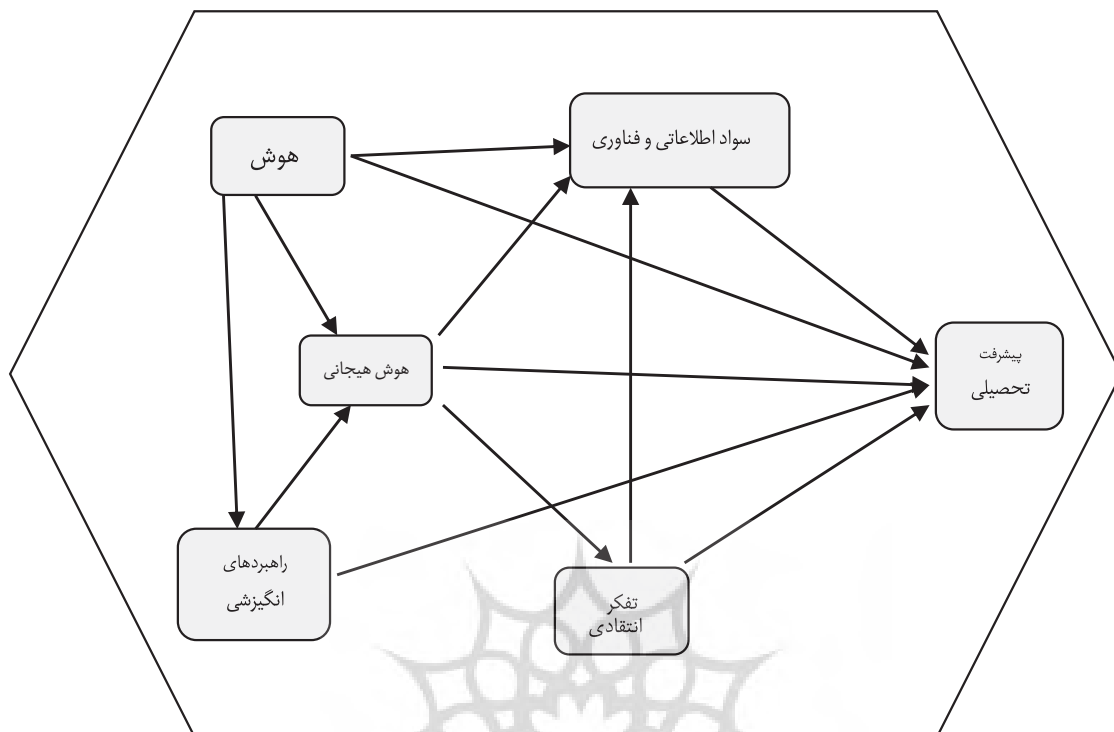 هوش
سواد اطلاعاتی و فناوری
هوش هیجانی
پیشرفت
تحصیلی
راهبردهای
انگیزشی
تفکر
انتقادی